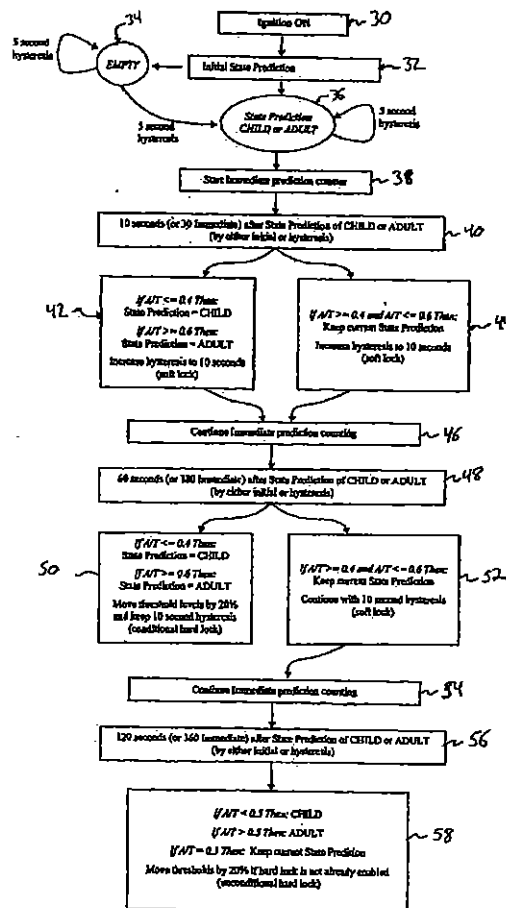 34
Ignition ON
30
5 second
hysteresis
EMPTY
Initial State Prediction
32
36
State Prediction
CHILD or ADULT
5 second
hysteresis
5 second
hysteresis
Start Immediate prediction counter
38
10 seconds (or 30 Immediate) after State Prediction of CHILD or ADULT
(by either initial or hysteresis)
40
42
If A/T <= 0.4 Then:
State Prediction = CHILD
If A/T >= 0.6 Then:
State Prediction = ADULT
Increase hysteresis to 10 seconds
(soft lock)
If A/T >= 0.4 and A/T <= 0.6 Then:
Keep current State Prediction
Increase hysteresis to 10 seconds
(soft lock)
Continue Immediate prediction counting
46
60 seconds (or 180 Immediate) after State Prediction of CHILD or ADULT
(by either initial or hysteresis)
48
50
If A/T <= 0.4 Then:
State Prediction = CHILD
If A/T >= 0.6 Then:
State Prediction = ADULT
Move threshold levels by 20%
and keep 10 second hysteresis
(conditional hard lock)
If A/T >= 0.4 and A/T <= 0.6 Then:
Keep current State Prediction
Continue with 10 second hysteresis
(soft lock)
52
Continue Immediate prediction counting
54
120 seconds (or 360 Immediate) after State Prediction of CHILD or ADULT
(by either initial or hysteresis)
56
If A/T < 0.5 Then: CHILD
If A/T > 0.5 Then: ADULT
If A/T = 0.5 Then: Keep current State Prediction
Move thresholds by 20% if hard lock is not already enabled
(unconditional hard lock)
58